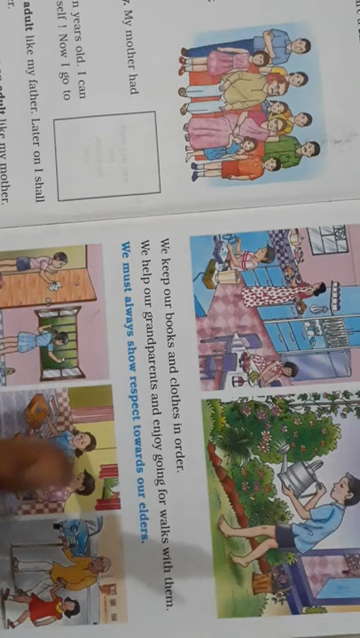 My mother had
n years old. I can
self ! Now I go to
adult like my father. Later on I shall
adult like my mother.
We keep our books and clothes in order.
We help our grandparents and enjoy going for walks with them.
We must always show respect towards our elders.